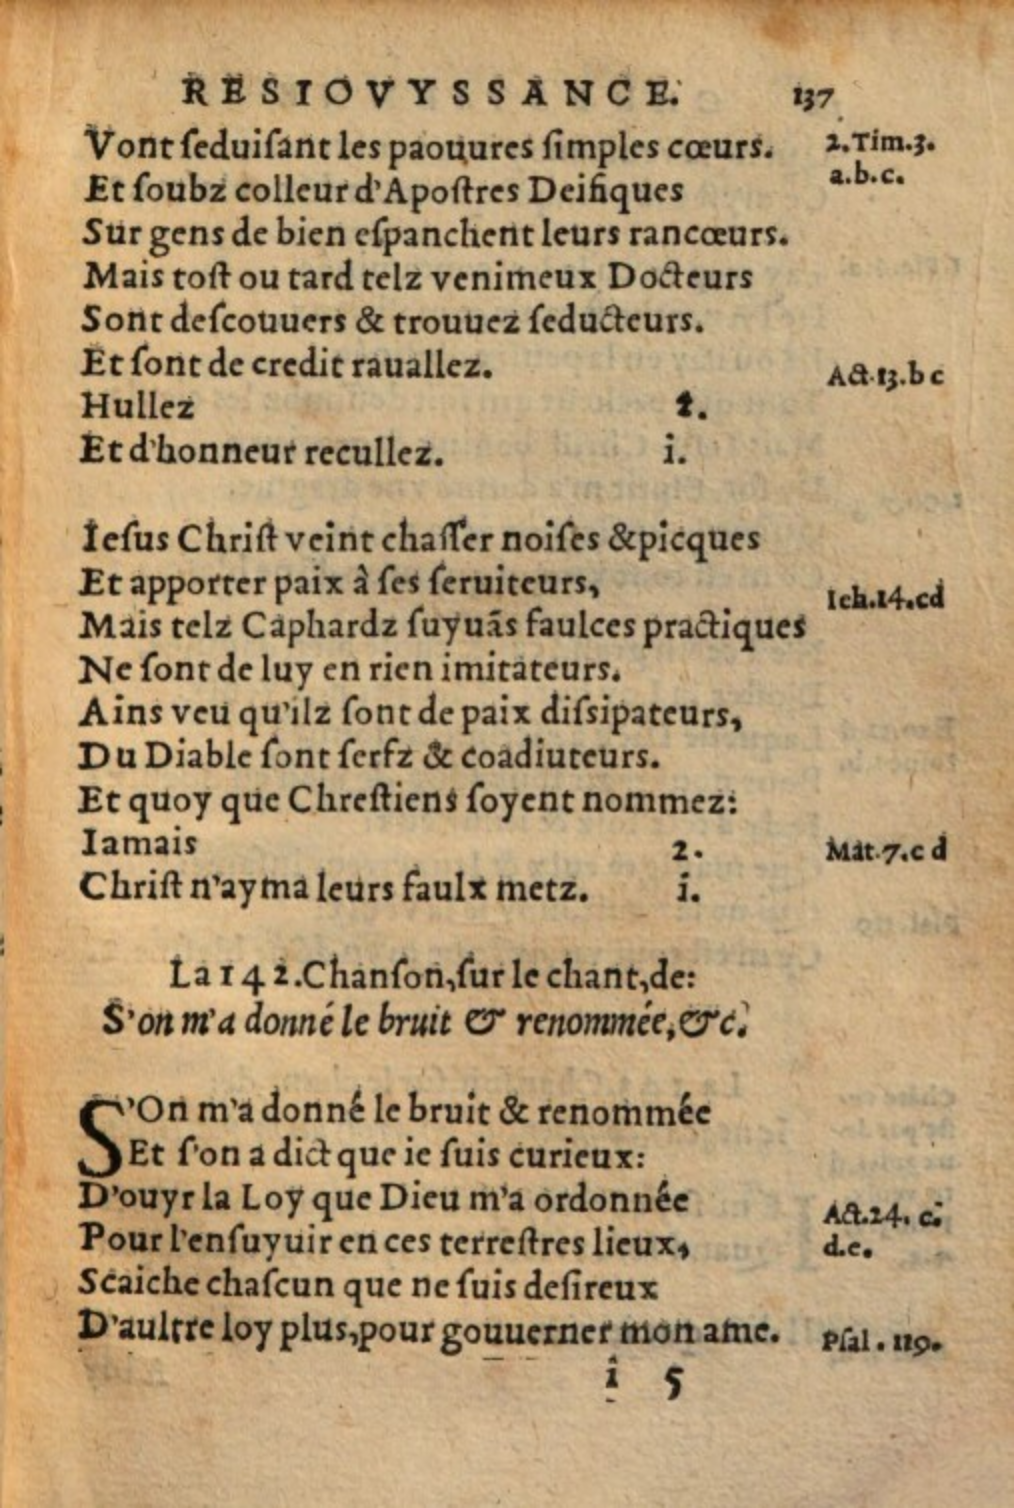 RESIOVYSSANCE. 137
Vont ſeduiſant les paouures ſimples cœurs. 2.Tim.3.
Et ſoubz colleur d'Apoſtres Deifiques a.b.c.
Sur gens de bien eſpanchent leurs rancœurs.
Mais toſt ou tard telz venimeux Docteurs
Sont deſcouuers & trouuez ſeducteurs.
Et ſont de credit rauallez. Act.13.b c
Hullez 2.
Et d'honneur recullez. i.
Ieſus Chriſt veint chaſſer noiſes &picques
Et apporter paix à ſes ſeruiteurs, Ioh.14.cd
Mais telz Caphardz ſuyuãs faulces practiques
Ne ſont de luy en rien imitateurs.
Ains veu qu'ilz ſont de paix diſsipateurs,
Du Diable ſont ſerfz & coadiuteurs.
Et quoy que Chreſtiens ſoyent nommez:
Iamais 2. Mat.7.c d
Chriſt n'ayma leurs faulx metz. i.
La 142.Chanſon,ſur le chant,de:
S'on m'a donné le bruit & renommée,&c.
S'On m'a donné le bruit & renommée
Et ſ'on a dict que ie ſuis curieux:
D'ouyr la Loy que Dieu m'a ordonnée Act.24. c.
Pour l'enſuyuir en ces terreſtres lieux, d.e.
Scaiche chaſcun que ne ſuis deſireux
D'aultre loy plus,pour gouuerner mon ame. Pſal.119.
i 5